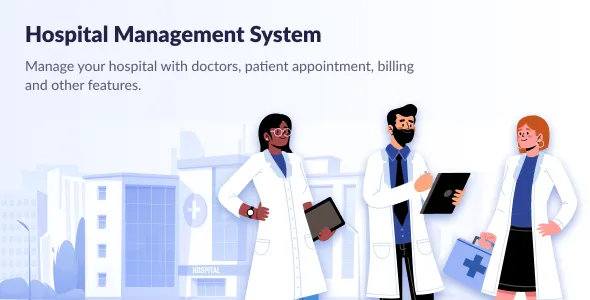 Hospital Management System
Manage your hospital with doctors, patient appointment, billing
and other features.
HOSPITAL